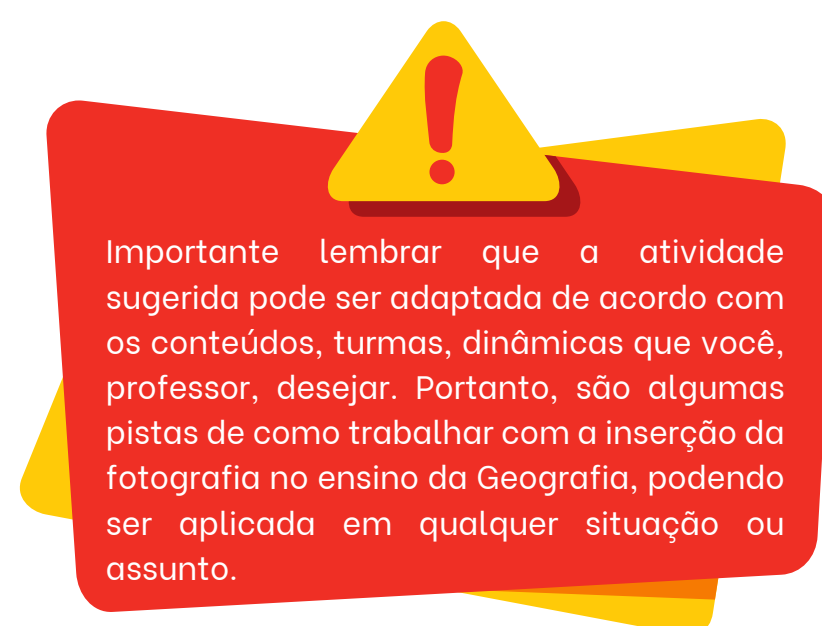 Importante lembrar que a atividade
sugerida pode ser adaptada de acordo com
os conteúdos, turmas, dinâmicas que você,
professor, desejar. Portanto, são algumas
pistas de como trabalhar com a inserção da
fotografia no ensino da Geografia, podendo
ser aplicada em qualquer situação ou
assunto.